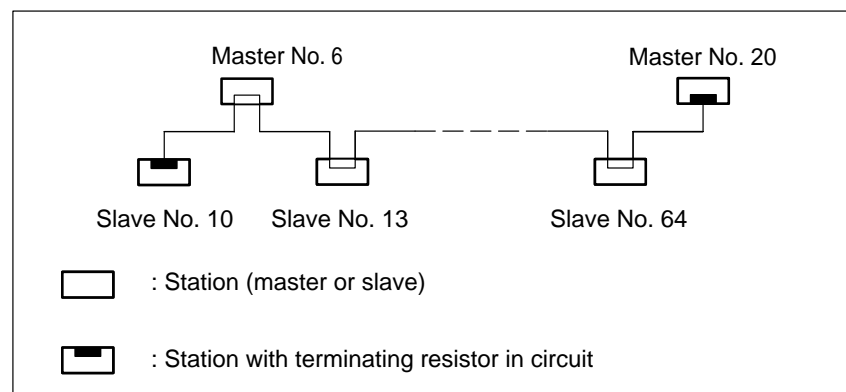 Master No. 6
Master No. 20
Slave No. 10
Slave No. 13
Slave No. 64
: Station (master or slave)
: Station with terminating resistor in circuit